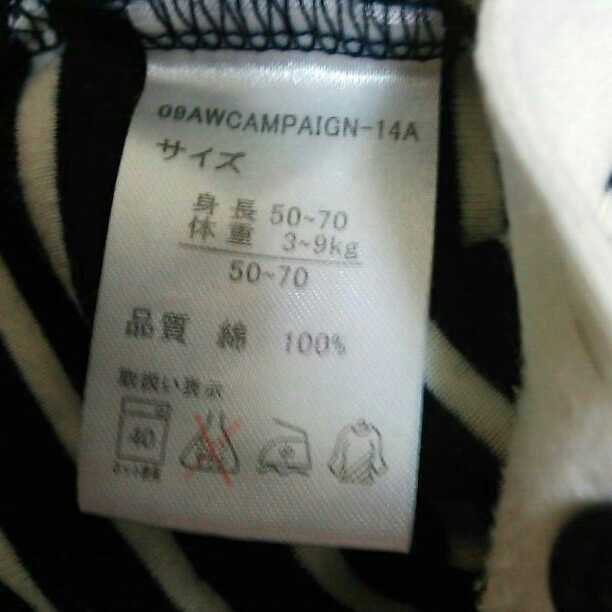 09AWCAMPAIGN-14A
サイズ
身長 50~70
体重 3~9kg
50~70
品質 綿 100%
取扱い表示
40